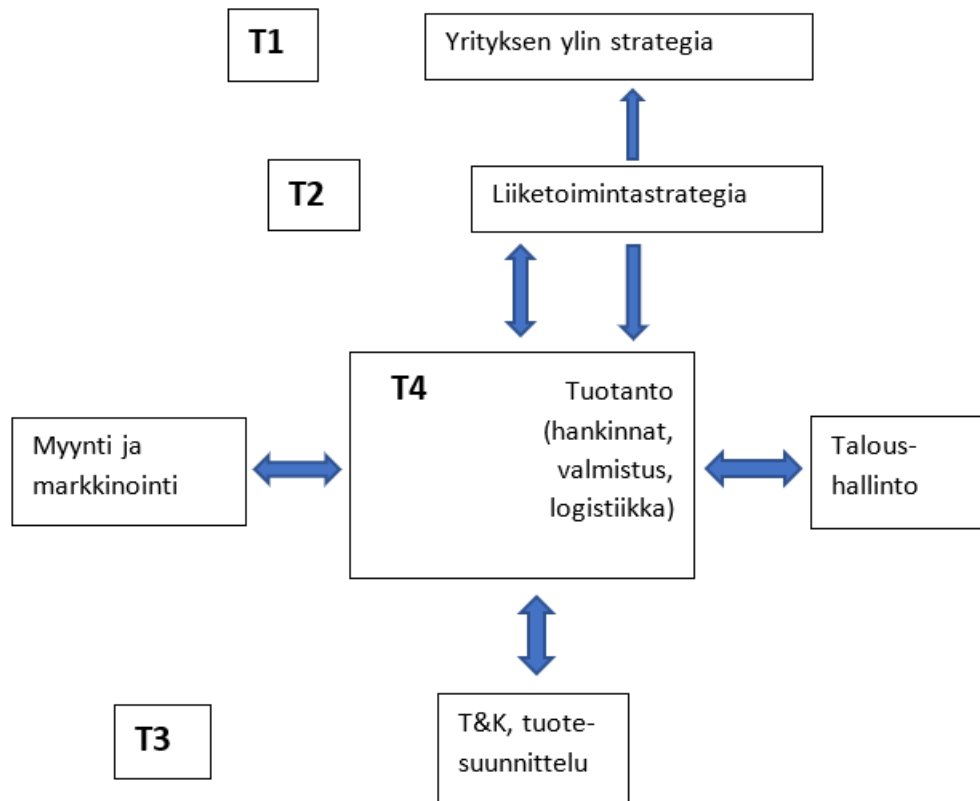 T1
Yrityksen ylin strategia
T2
Liiketoimintastrategia
T4
Tuotanto
(hankinnat,
valmistus,
logistiikka)
Myynti ja
markkinointi
Talous-
hallinto
T3
T&K, tuote-
suunnittelu